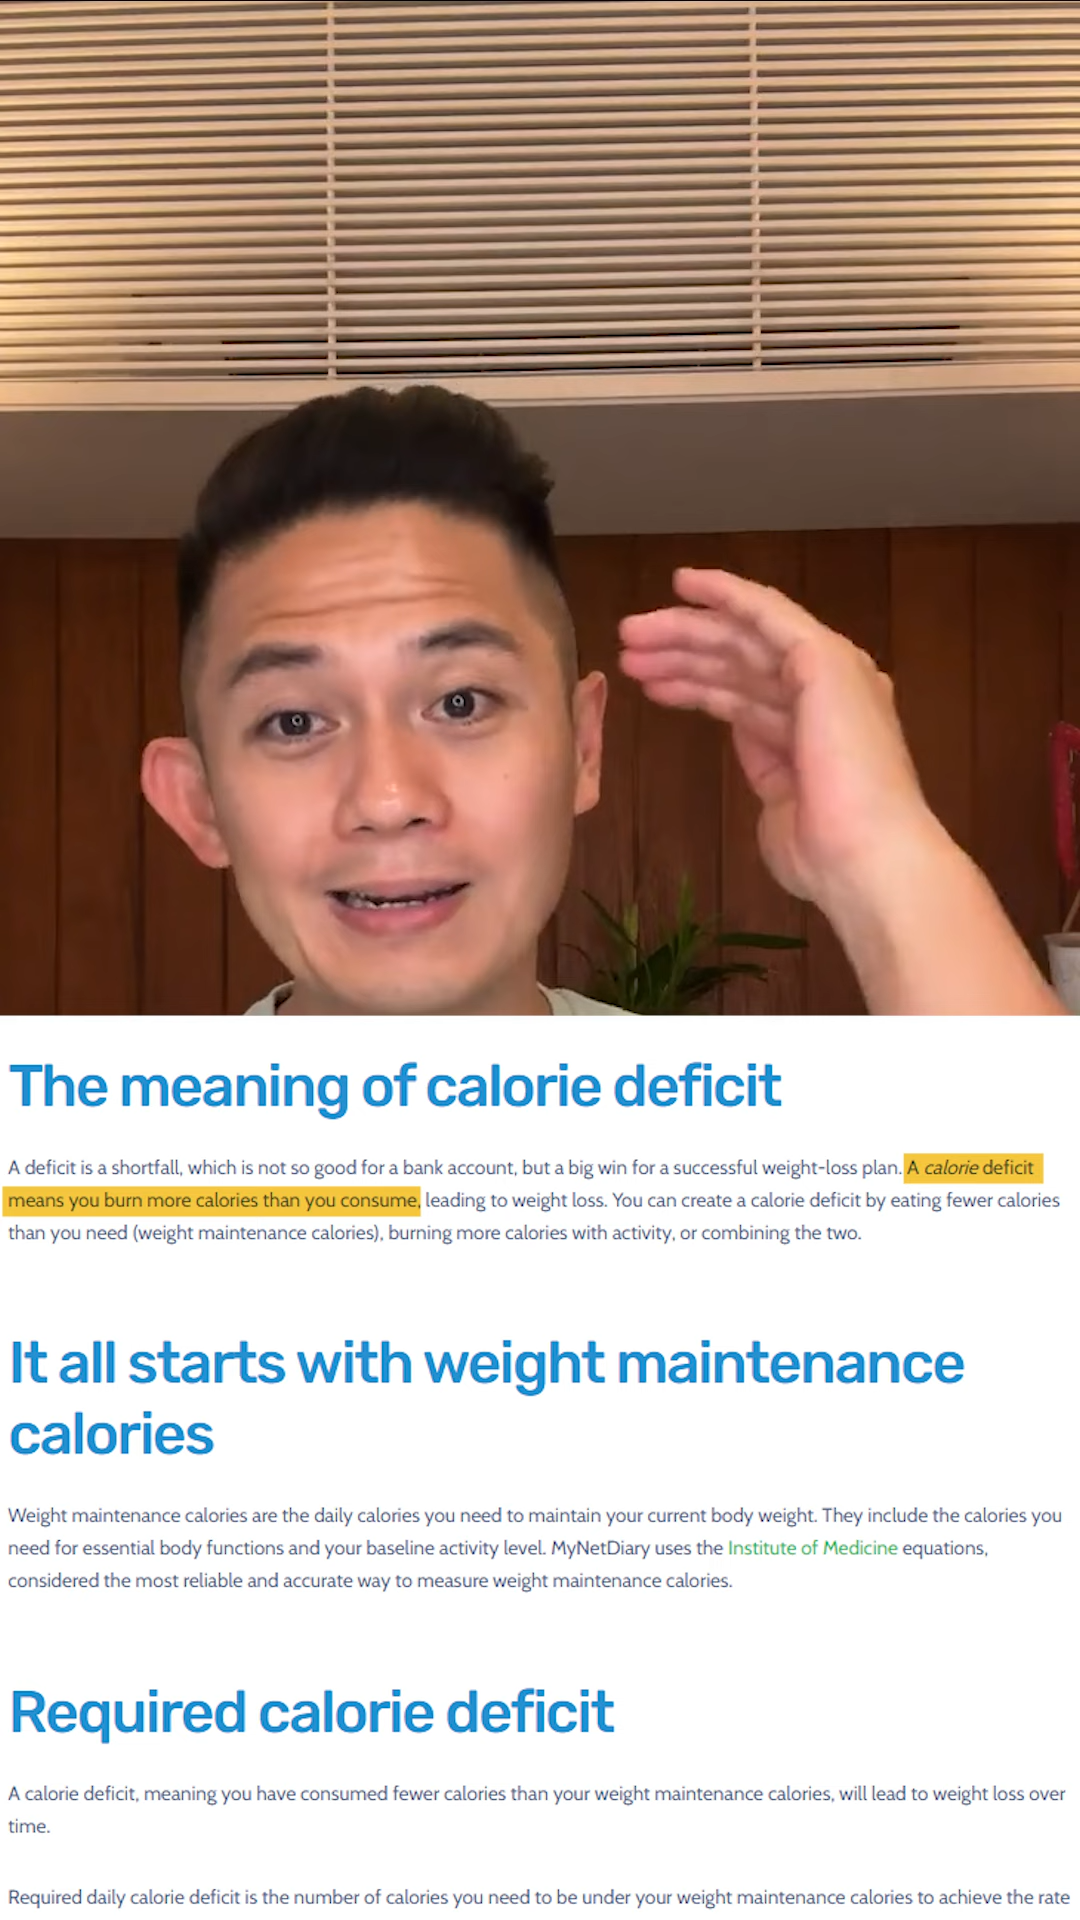 The meaning of calorie deficit
A deficit is a shortfall, which is not so good for a bank account, but a big win for a successful weight-loss plan. A calorie deficit
means you burn more calories than you consume, leading to weight loss. You can create a calorie deficit by eating fewer calories
than you need (weight maintenance calories), burning more calories with activity, or combining the two.
It all starts with weight maintenance
calories
Weight maintenance calories are the daily calories you need to maintain your current body weight. They include the calories you
need for essential body functions and your baseline activity level. MyNetDiary uses the Institute of Medicine equations,
considered the most reliable and accurate way to measure weight maintenance calories.
Required calorie deficit
A calorie deficit, meaning you have consumed fewer calories than your weight maintenance calories, will lead to weight loss over
time.
Required daily calorie deficit is the number of calories you need to be under your weight maintenance calories to achieve the rate